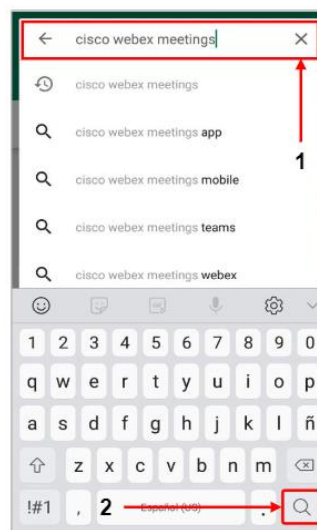 cisco webex meetings
1
cisco webex meetings
cisco webex meetings app
cisco webex meetings mobile
cisco webex meetings teams
cisco webex meetings webex
1 2 3 4 5 6 7 8 9 0
q w e r t y u i o p
a s d f g h j k l ñ
z x c v b n m
!#1 , 2 Español (US) .